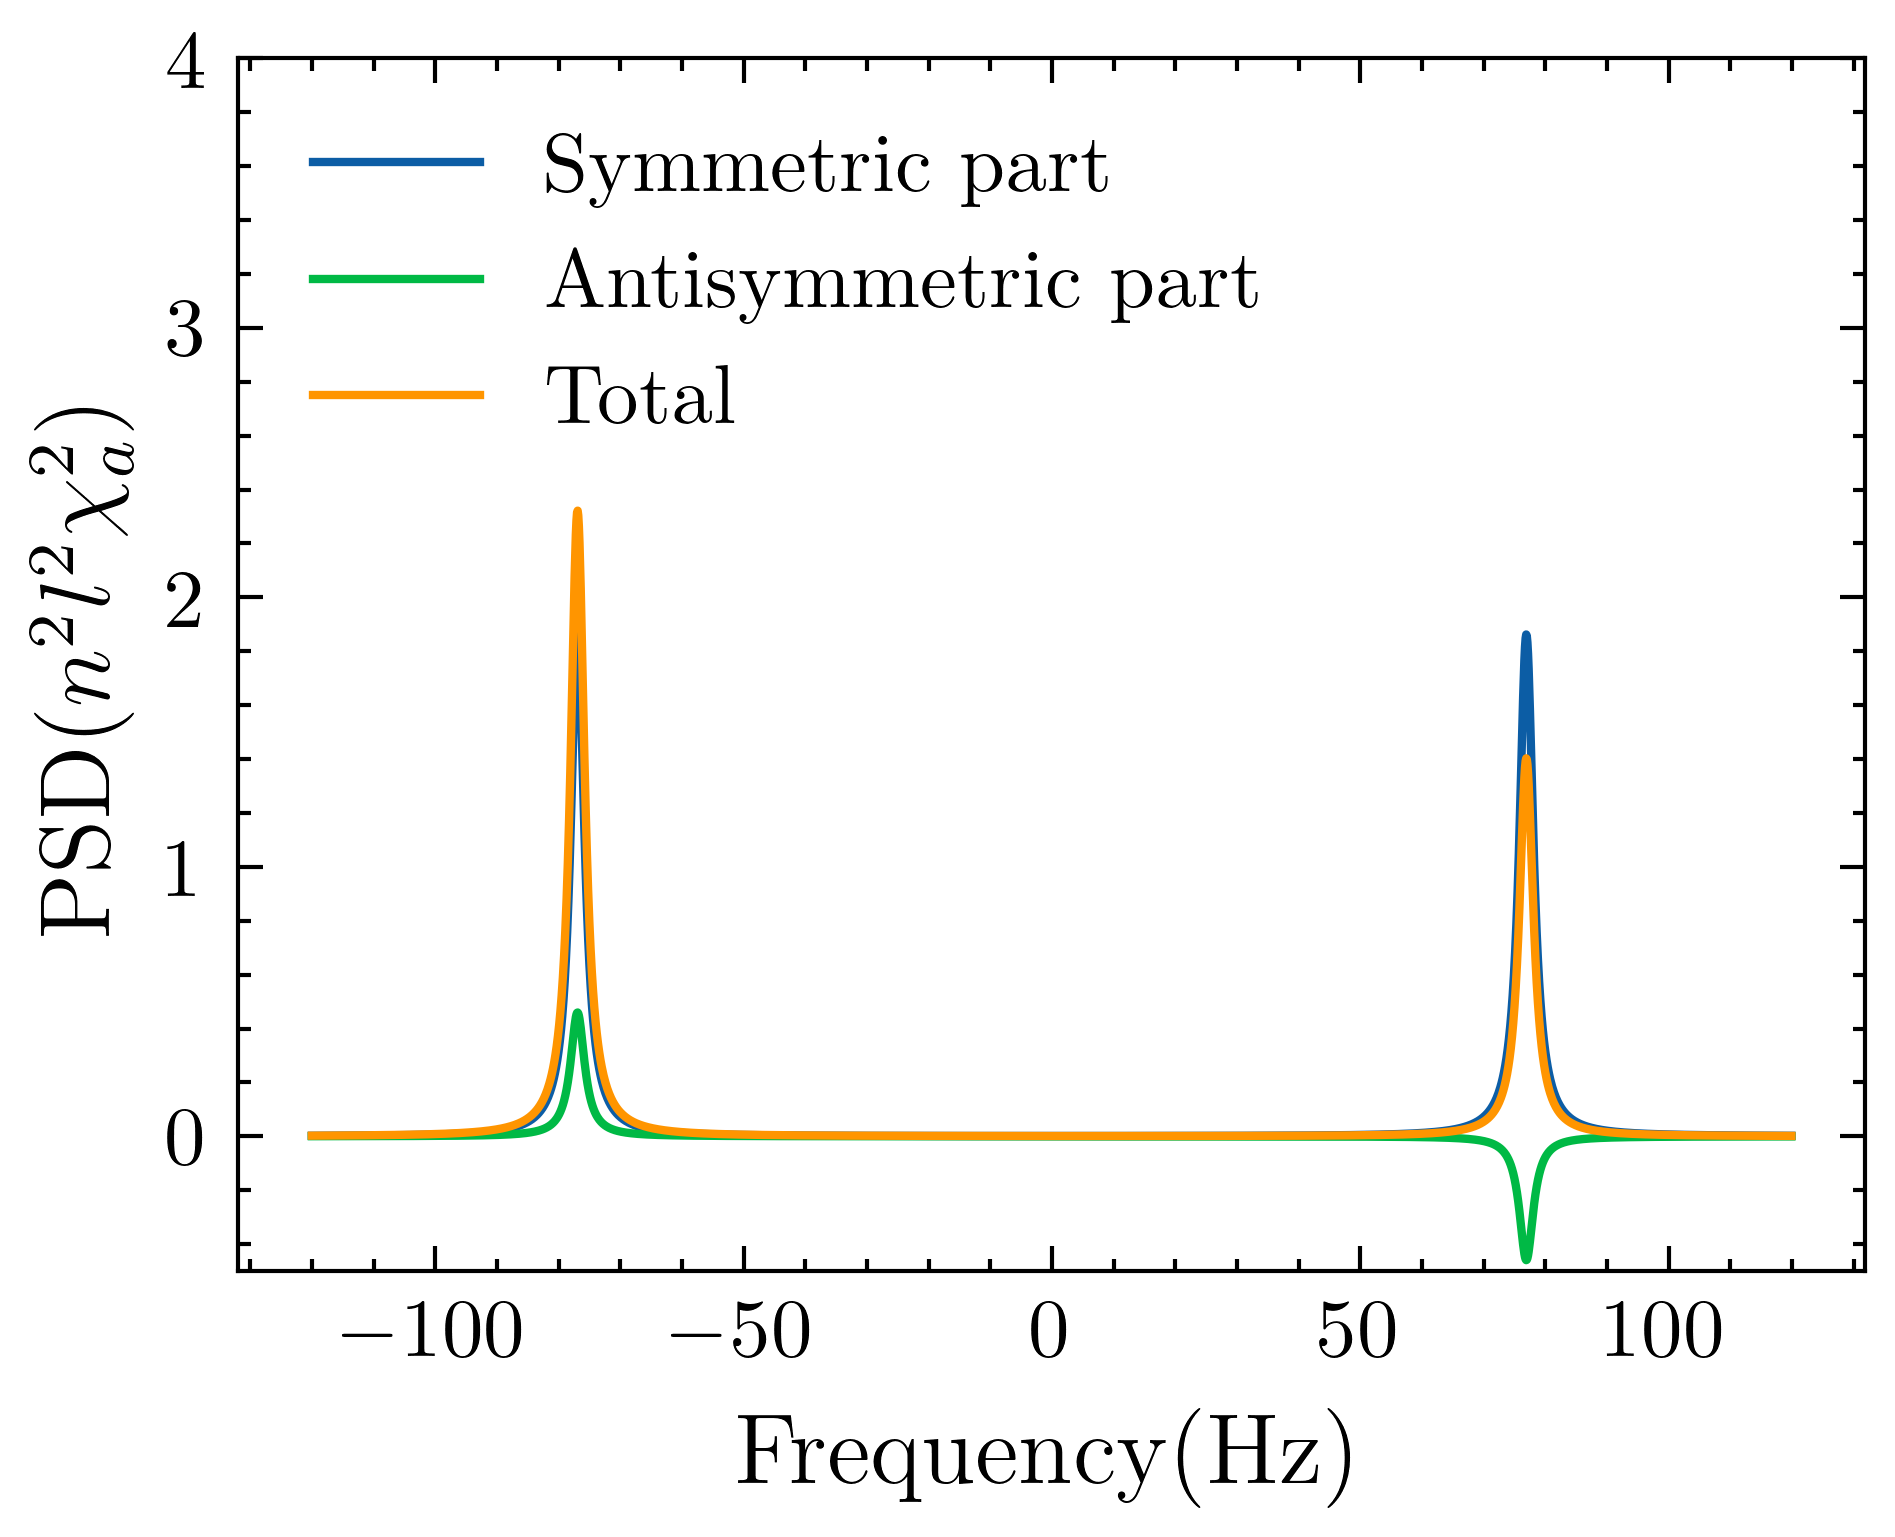 4
3
2
1
0
PSD(n²l²χₐ²)
Symmetric part
Antisymmetric part
Total
−100 −50 0 50 100
Frequency(Hz)